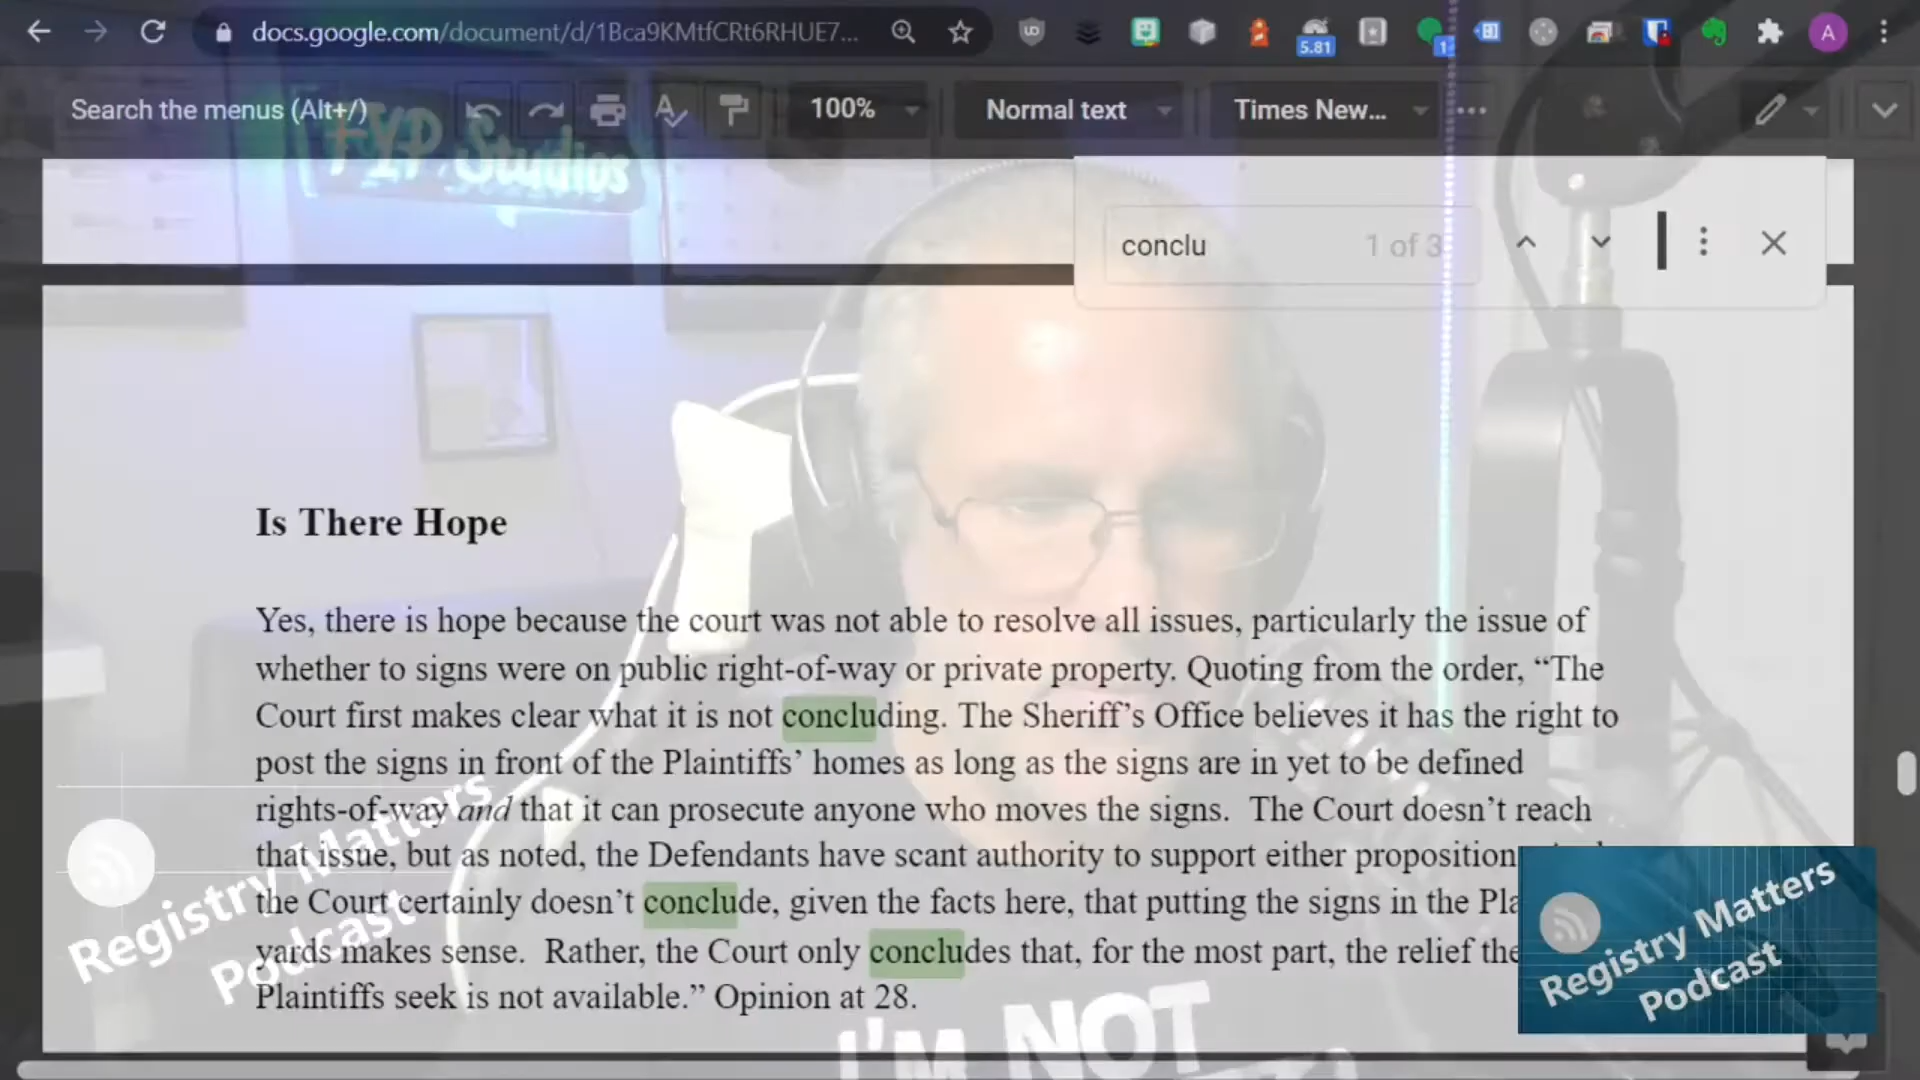 docs.google.com/document/d/1Bca9KMtfCRt6RHUE7...
5.81
1
A
Search the menus (Alt+/)
100%
Normal text
Times New...
FYP Studios
conclu
1 of 3
Is There Hope
Yes, there is hope because the court was not able to resolve all issues, particularly the issue of
whether to signs were on public right-of-way or private property. Quoting from the order, “The
Court first makes clear what it is not concluding. The Sheriff’s Office believes it has the right to
post the signs in front of the Plaintiffs’ homes as long as the signs are in yet to be defined
rights-of-way and that it can prosecute anyone who moves the signs. The Court doesn’t reach
that issue, but as noted, the Defendants have scant authority to support either proposition
the Court certainly doesn’t conclude, given the facts here, that putting the signs in the Pla
yards makes sense. Rather, the Court only concludes that, for the most part, the relief the
Plaintiffs seek is not available.” Opinion at 28.
Registry Matters
Podcast
Registry Matters
Podcast
I'M NOT